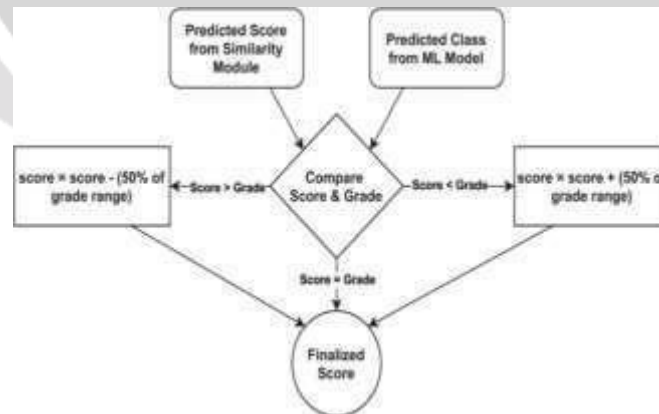 Predicted Score
from Similarity
Module
Predicted Class
from ML Model
score = score - (50% of
grade range)
Score > Grade
Compare
Score & Grade
Score < Grade
score = score + (50% of
grade range)
Score = Grade
Finalized
Score